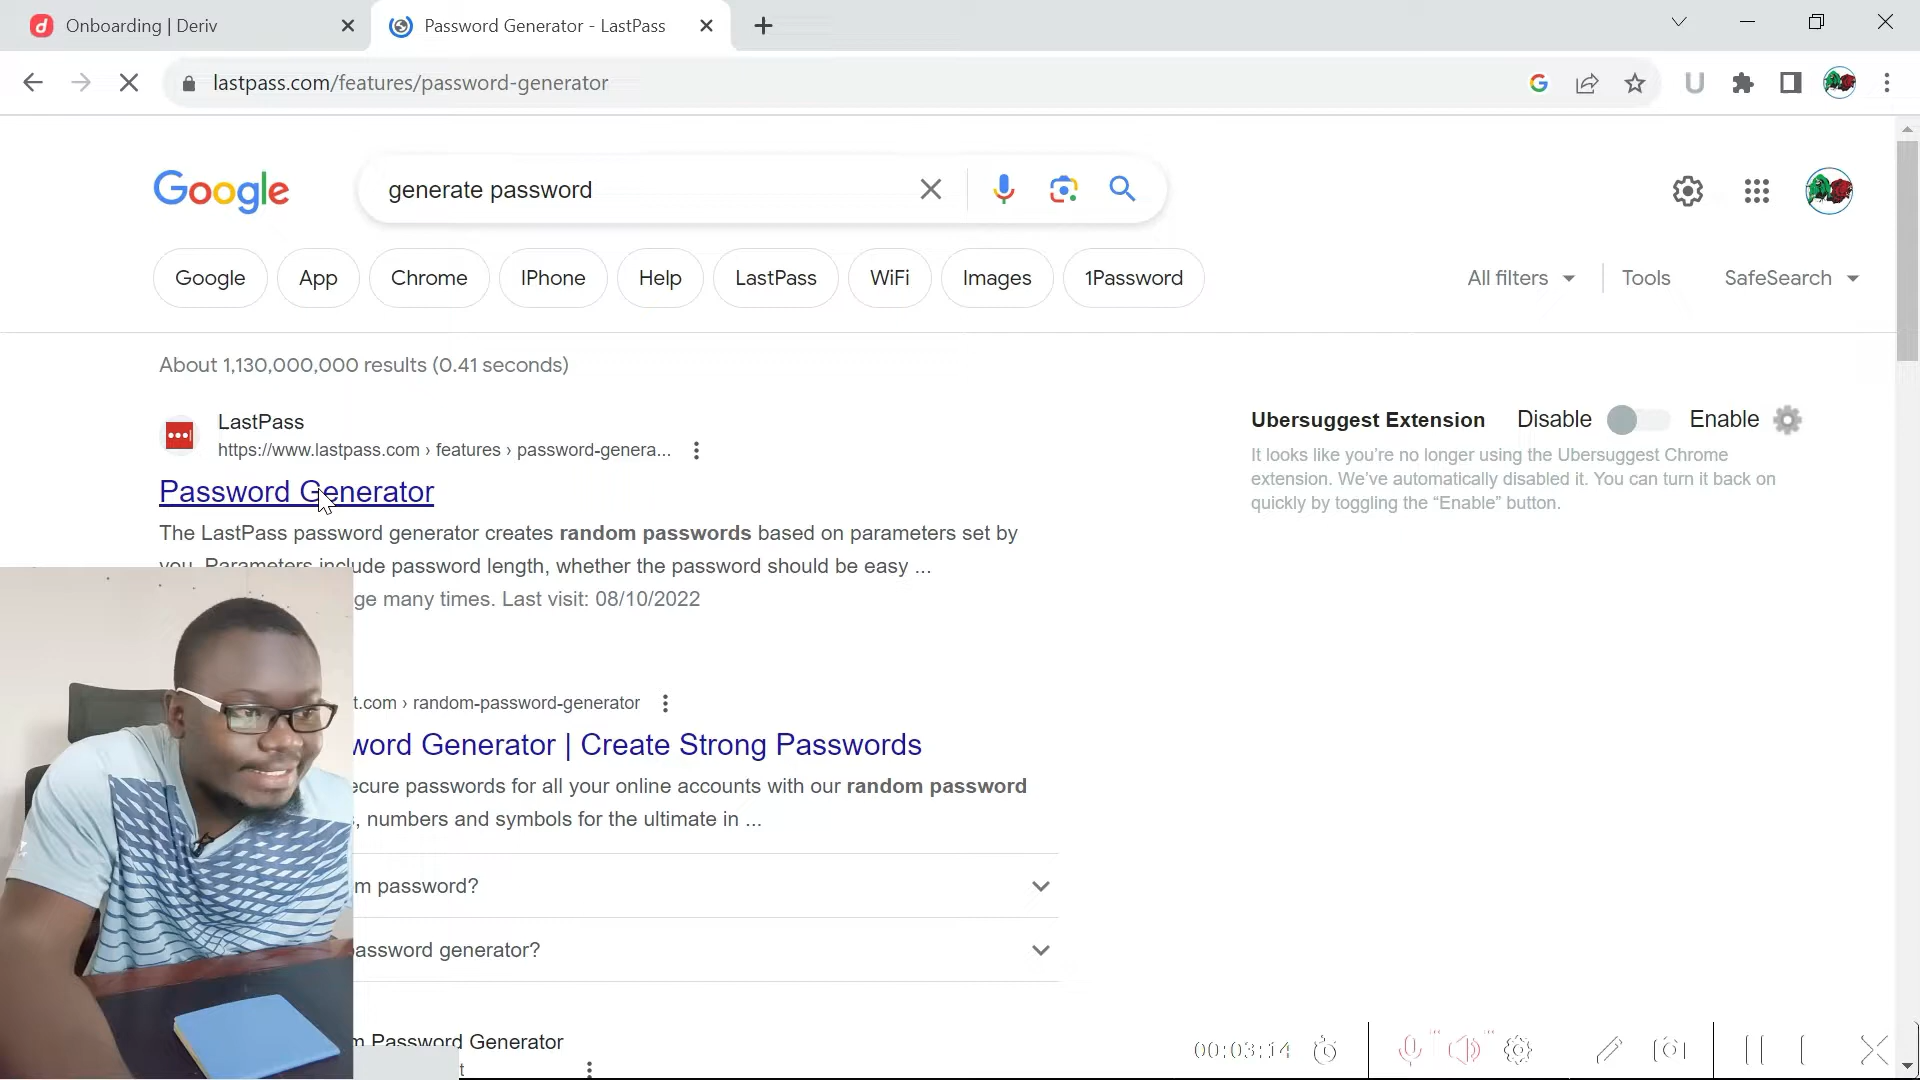 Onboarding | Deriv
Password Generator - LastPass
lastpass.com/features/password-generator
Google
generate password
Google App Chrome IPhone Help LastPass WiFi Images 1Password
All filters Tools SafeSearch
About 1,130,000,000 results (0.41 seconds)
LastPass
https://www.lastpass.com › features › password-genera...
Password Generator
The LastPass password generator creates random passwords based on parameters set by
you. Parameters include password length, whether the password should be easy ...
ge many times. Last visit: 08/10/2022
Ubersuggest Extension Disable Enable
It looks like you're no longer using the Ubersuggest Chrome
extension. We've automatically disabled it. You can turn it back on
quickly by toggling the “Enable” button.
t.com › random-password-generator
word Generator | Create Strong Passwords
ecure passwords for all your online accounts with our random password
, numbers and symbols for the ultimate in ...
m password?
assword generator?
m Password Generator
t
00:03:14